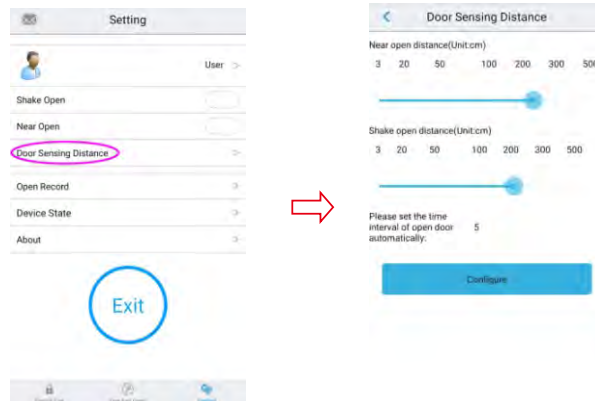 Setting
User
Shake Open
Near Open
Door Sensing Distance
Open Record
Device State
About
Exit
Door Sensing Distance
Near open distance(Unit:cm)
3 20 50 100 200 300 500
Shake open distance(Unit:cm)
3 20 50 100 200 300 500
Please set the time
interval of open door
automatically.
5
Configure